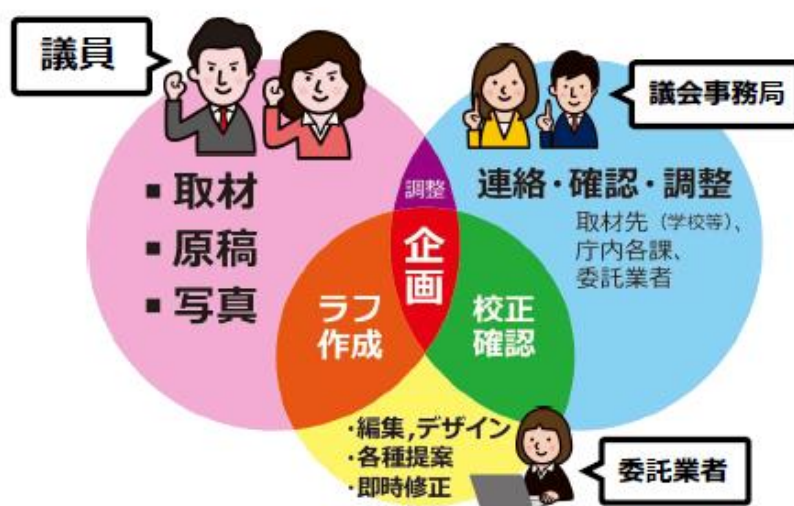 議員
議会事務局
■ 取材
■ 原稿
■ 写真
調整
連絡・確認・調整
取材先（学校等）、
庁内各課、
委託業者
企
画
ラフ
作成
校正
確認
・編集,デザイン
・各種提案
・即時修正
委託業者